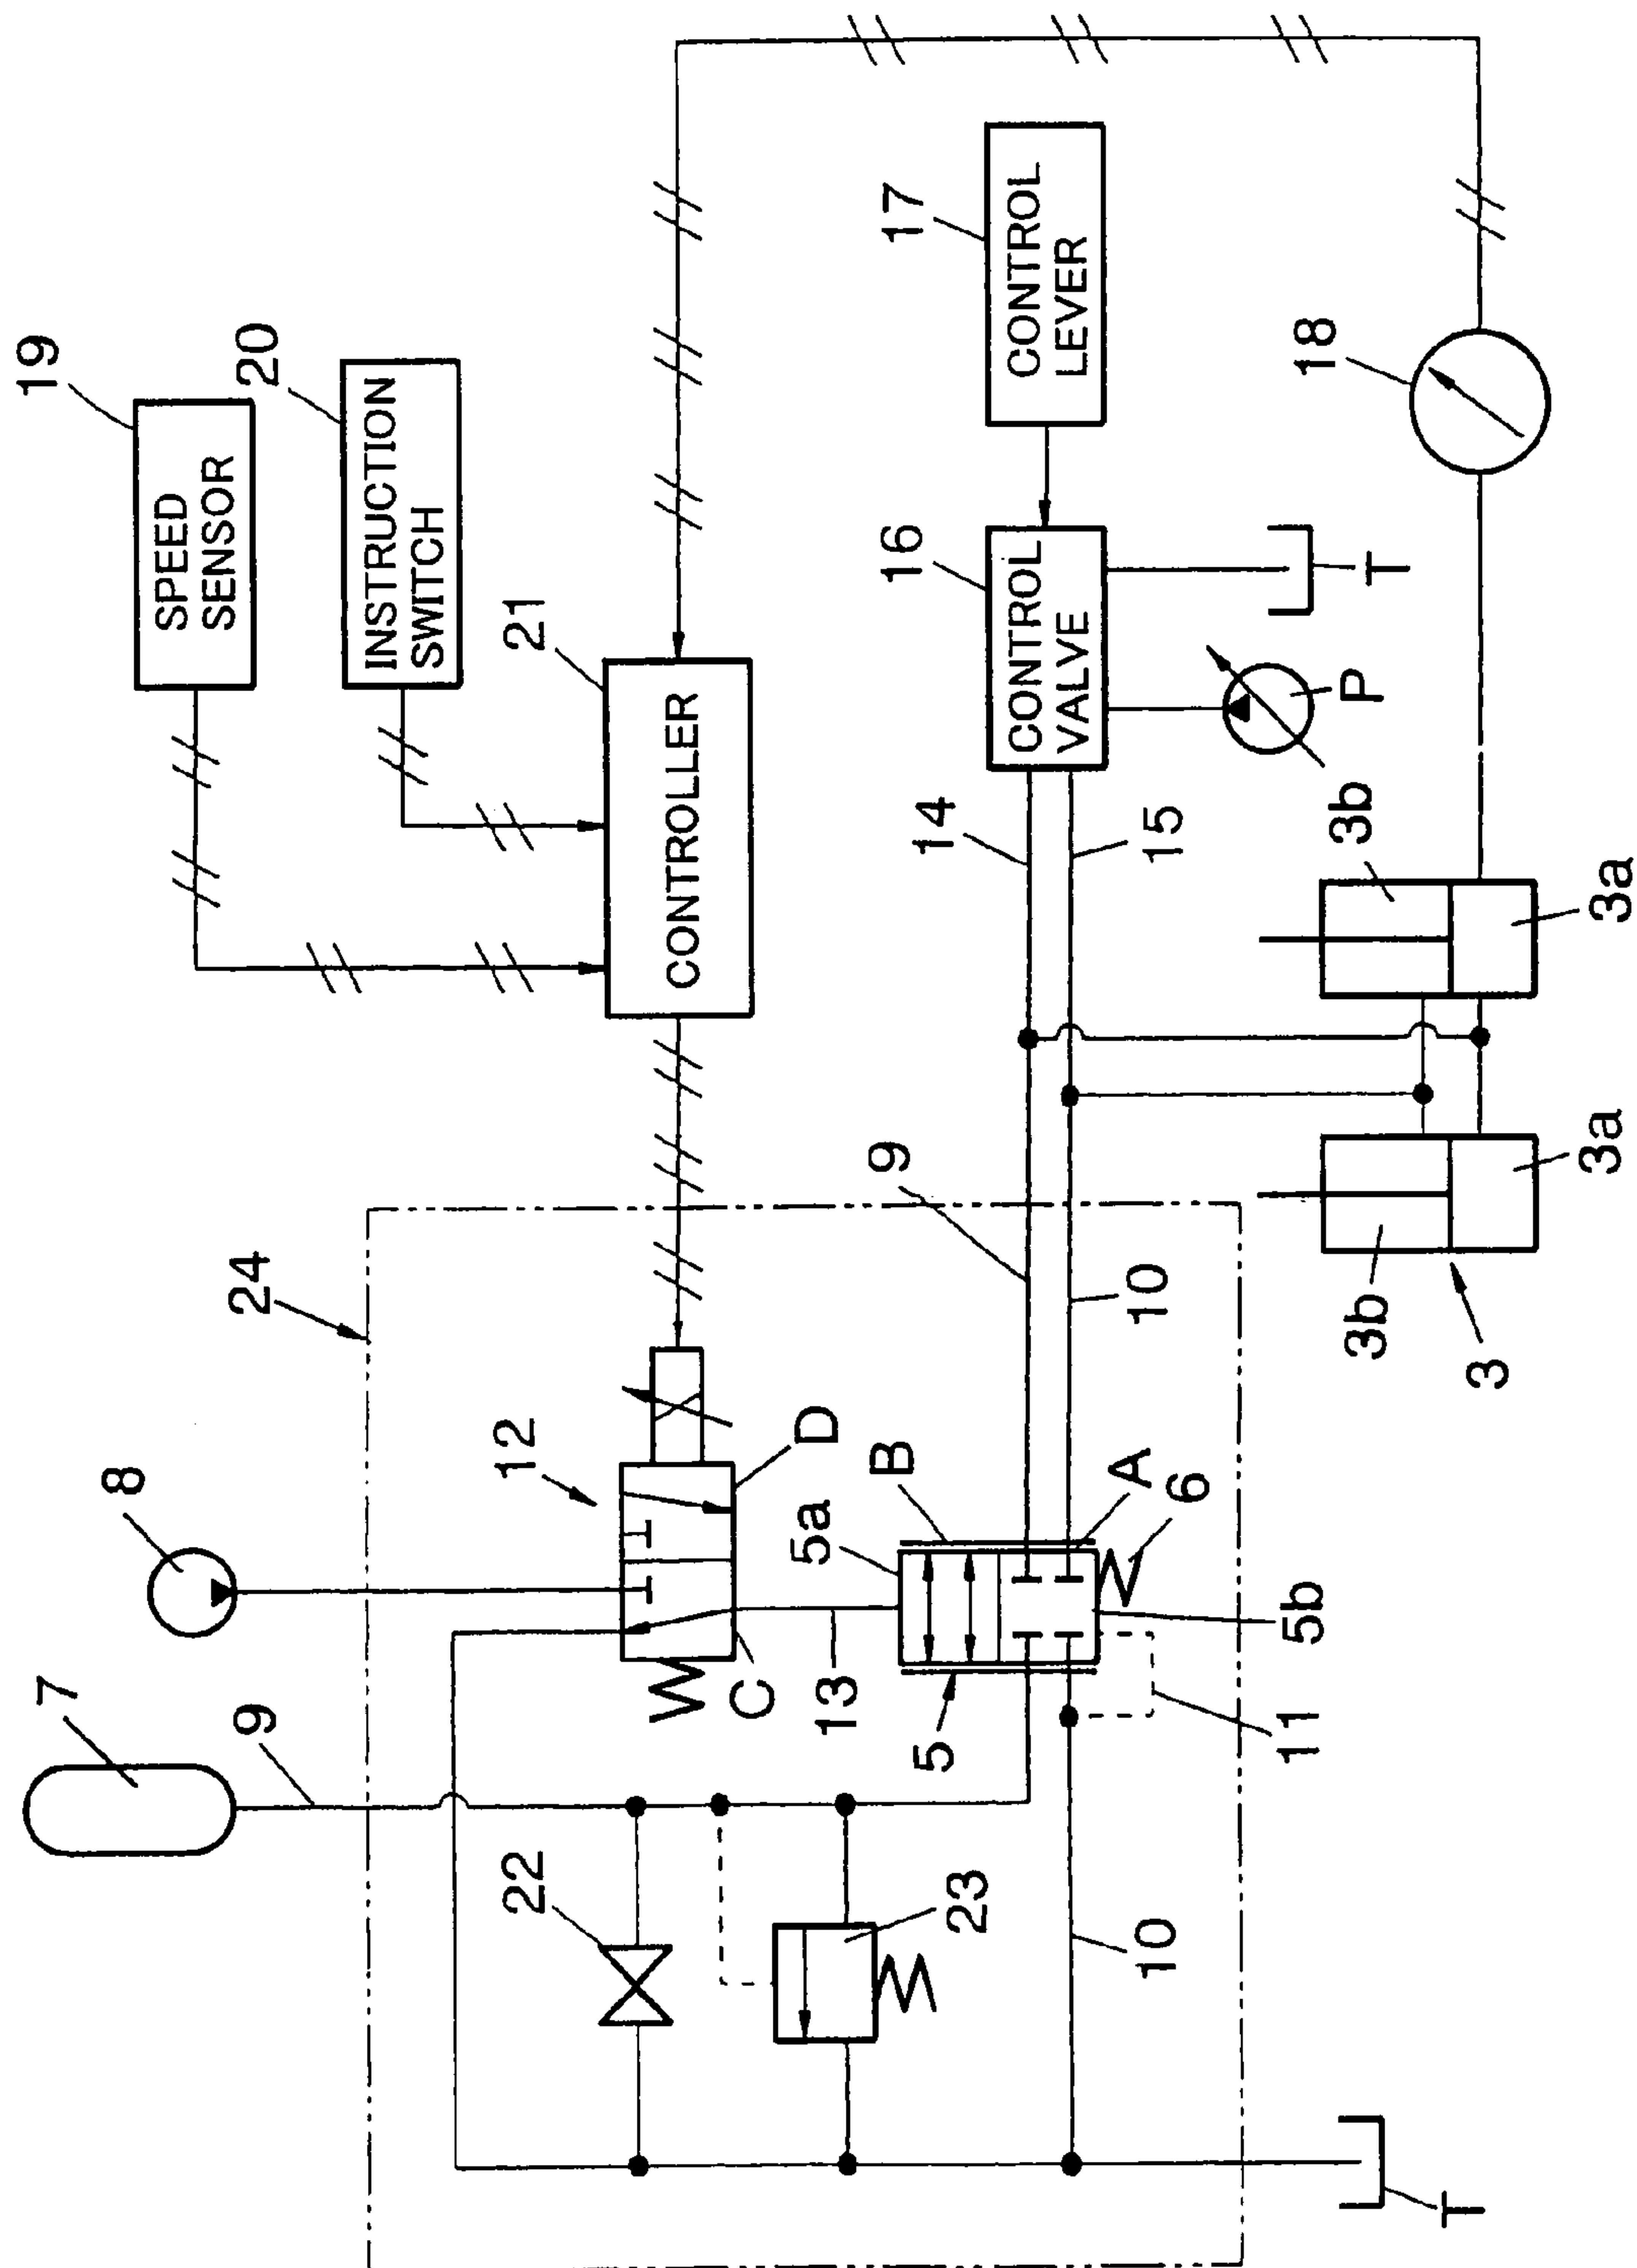 19
SPEED
SENSOR
20
INSTRUCTION
SWITCH
21
CONTROLLER
17
CONTROL
LEVER
16
CONTROL
VALVE
T
P
18
14
15
3b
3a
3a
3b
3
9
10
24
8
12
D
C
13
B
5a
A
6
5b
5
11
7
9
22
23
10
T